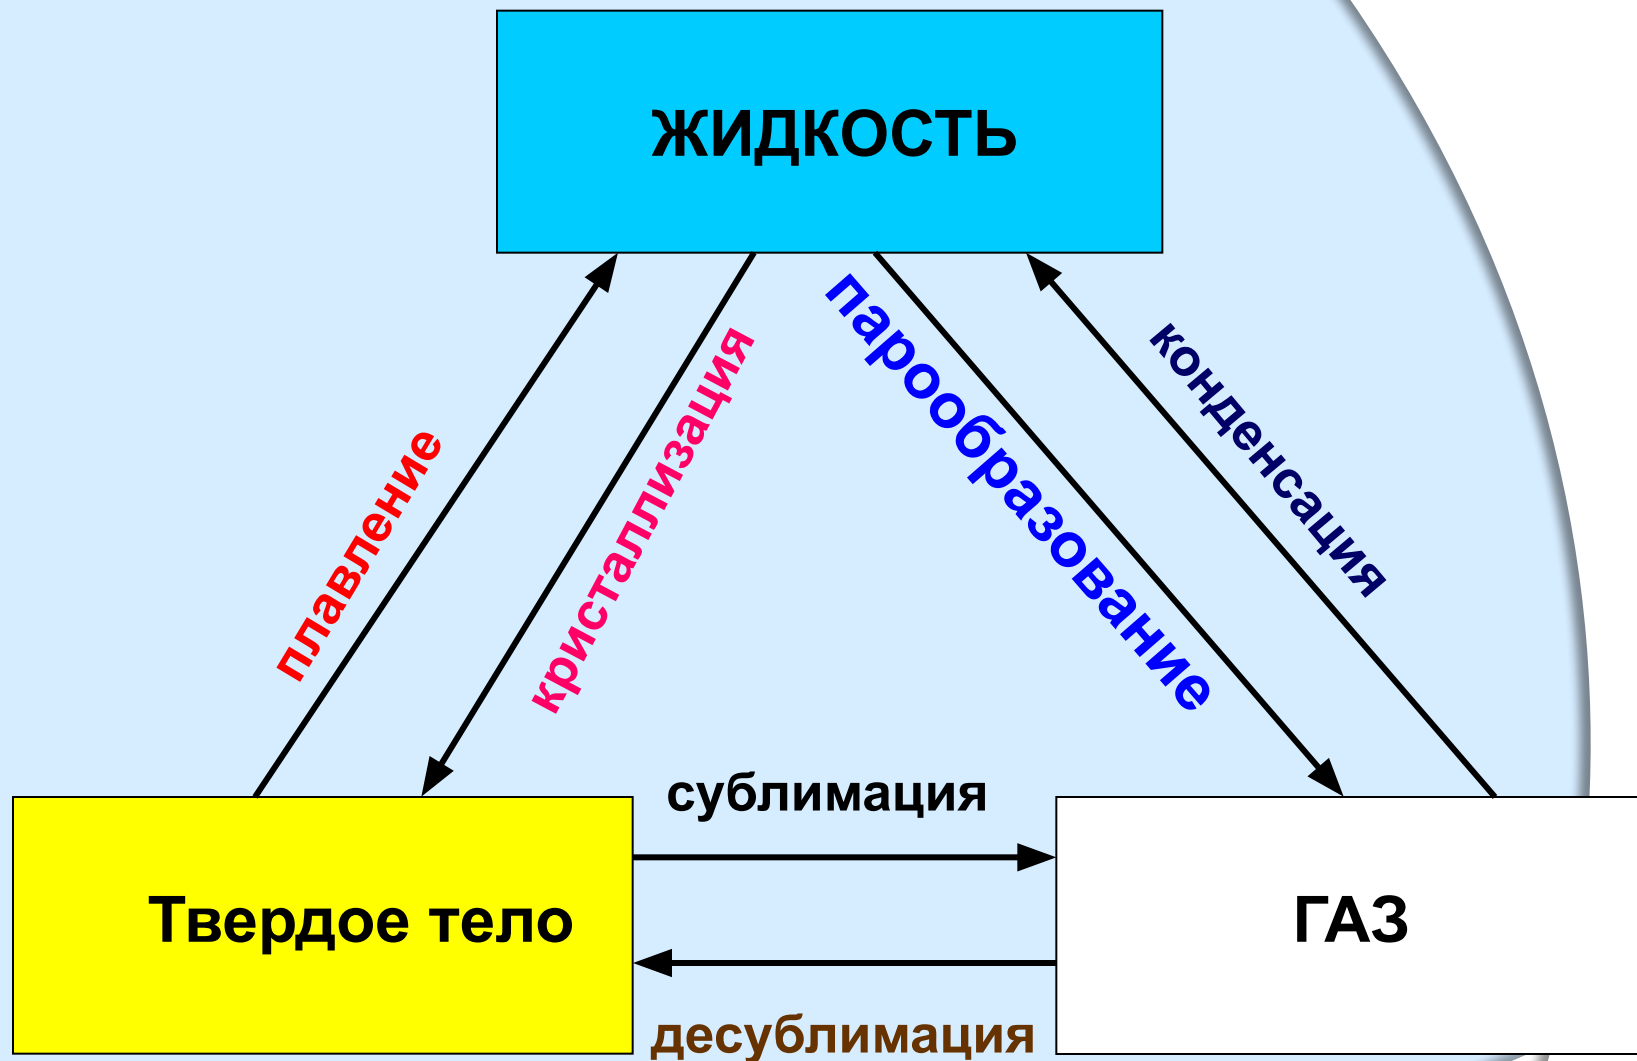 ЖИДКОСТЬ
плавление
кристаллизация
парообразование
конденсация
сублимация
Твердое тело
ГАЗ
десублимация